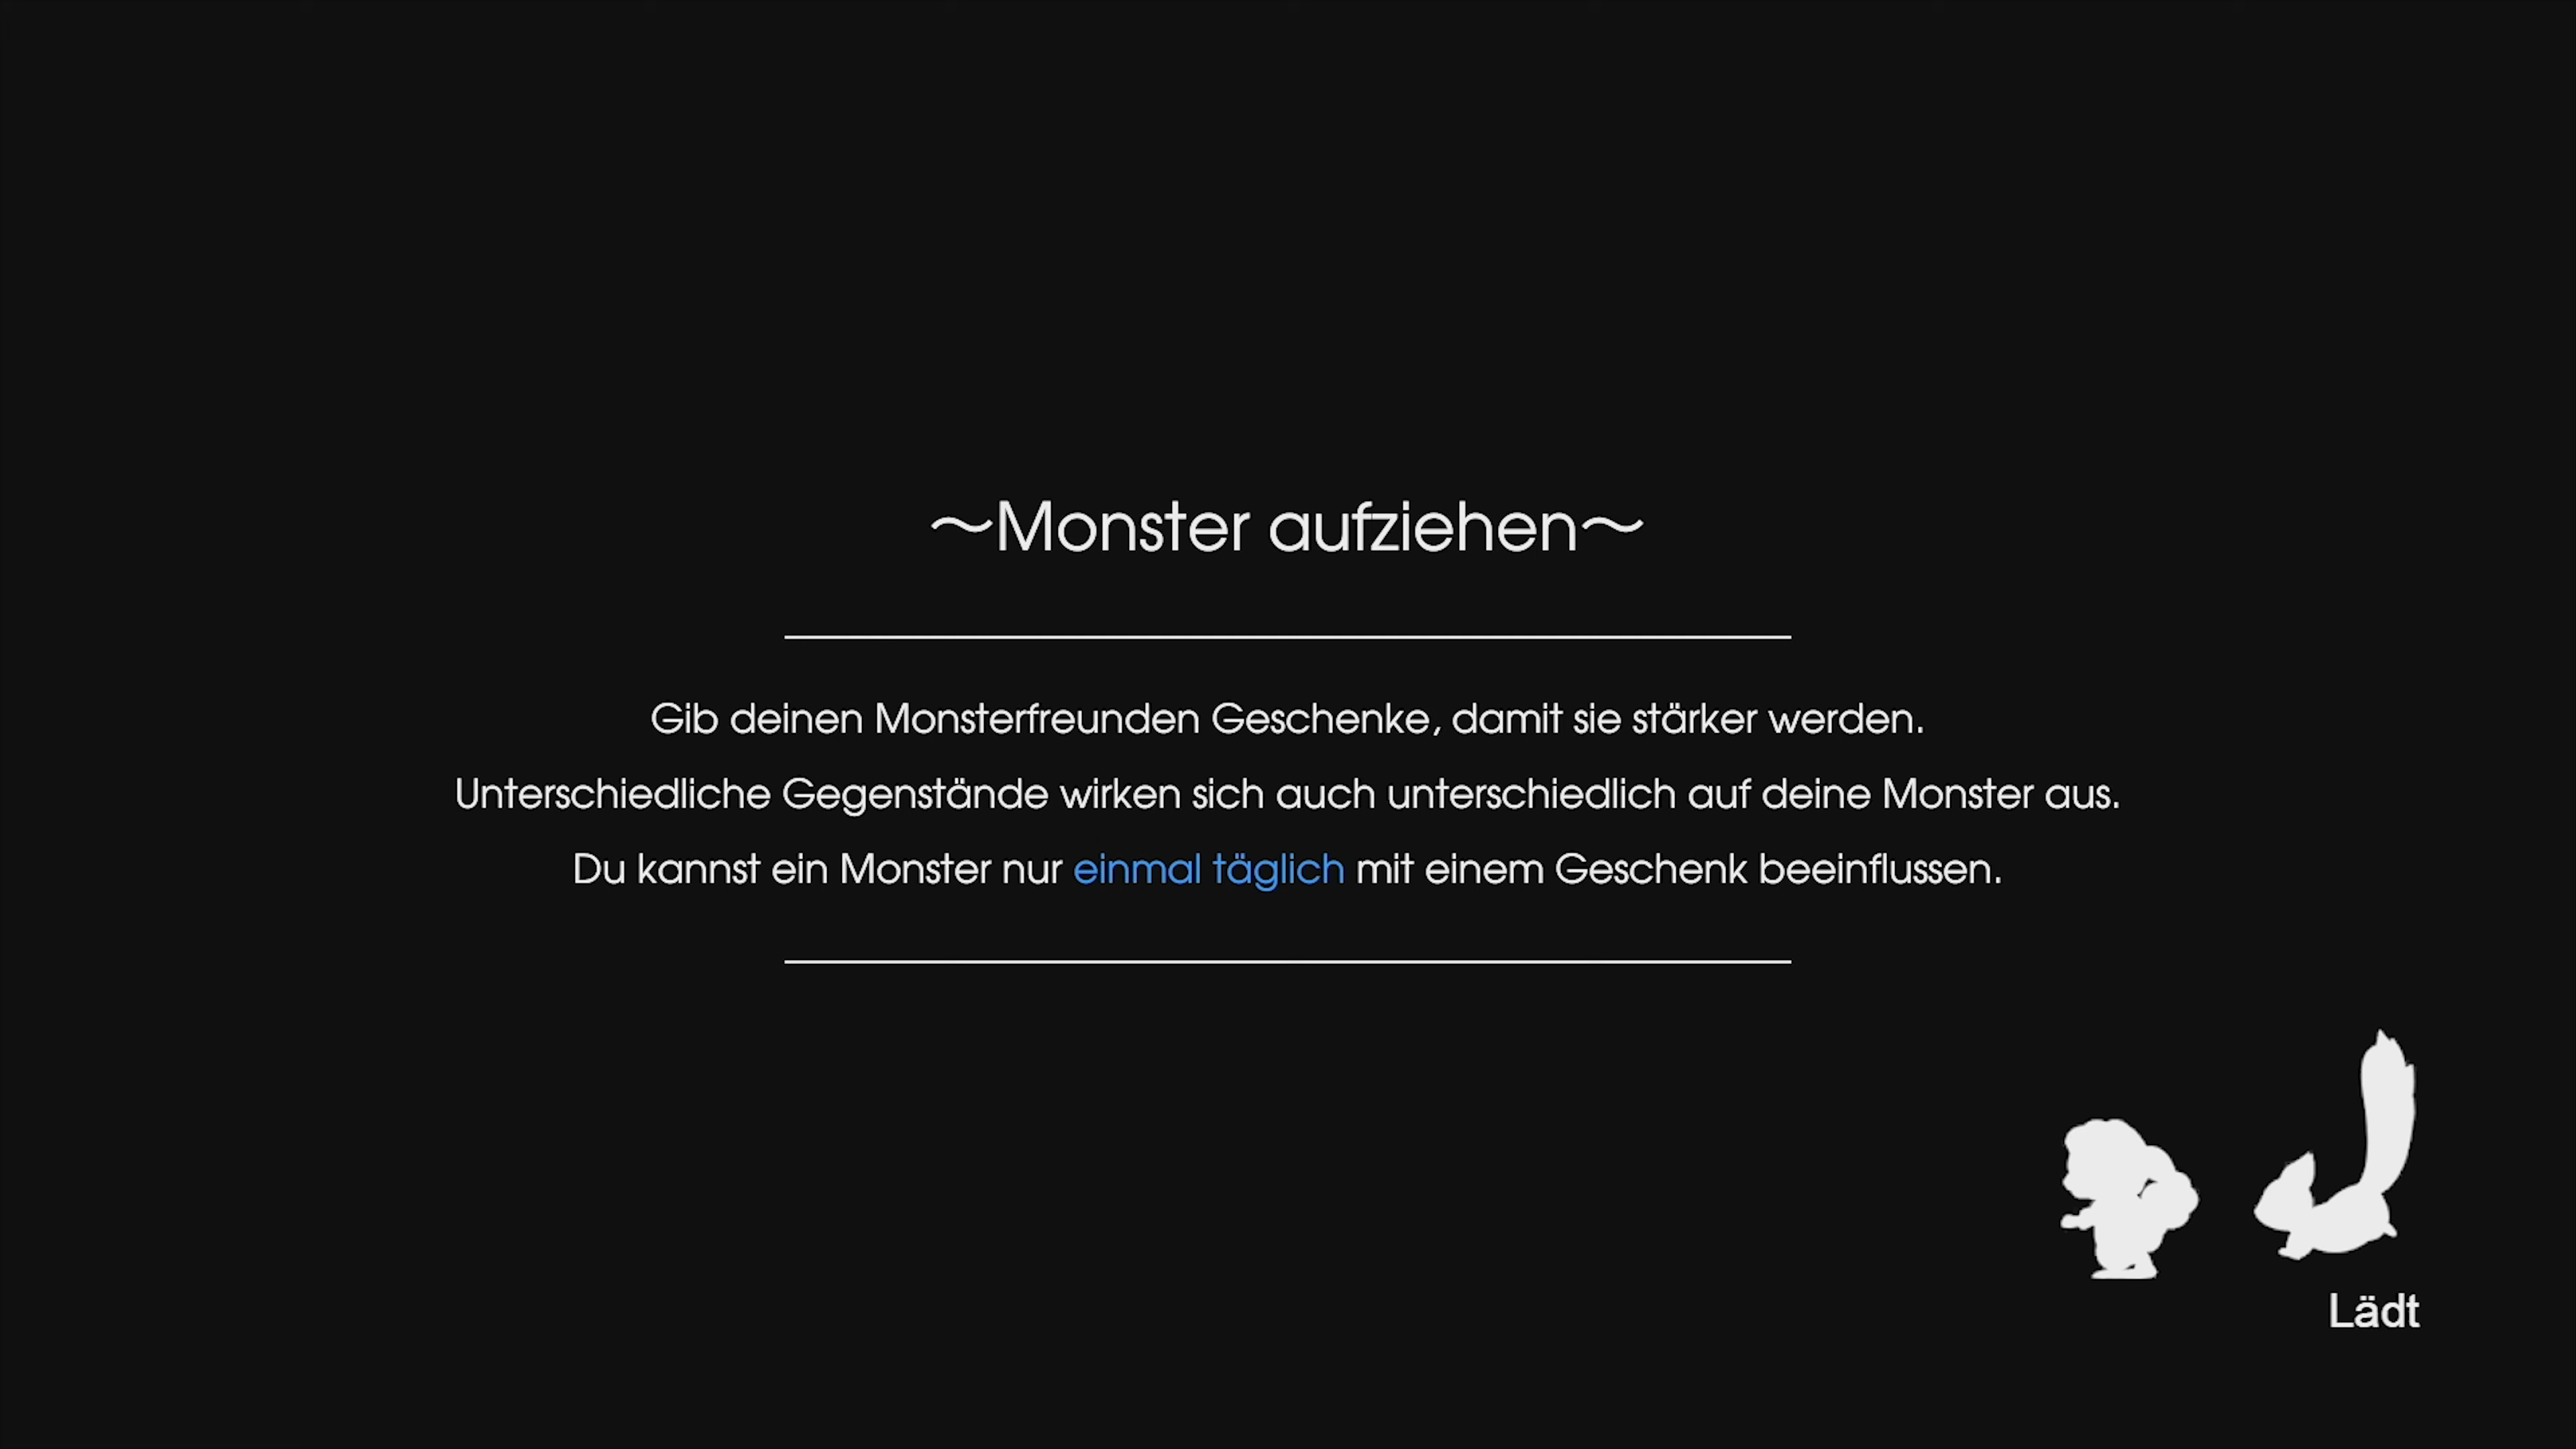 ～Monster aufziehen～
Gib deinen Monsterfreunden Geschenke, damit sie stärker werden.
Unterschiedliche Gegenstände wirken sich auch unterschiedlich auf deine Monster aus.
Du kannst ein Monster nur einmal täglich mit einem Geschenk beeinflussen.
Lädt